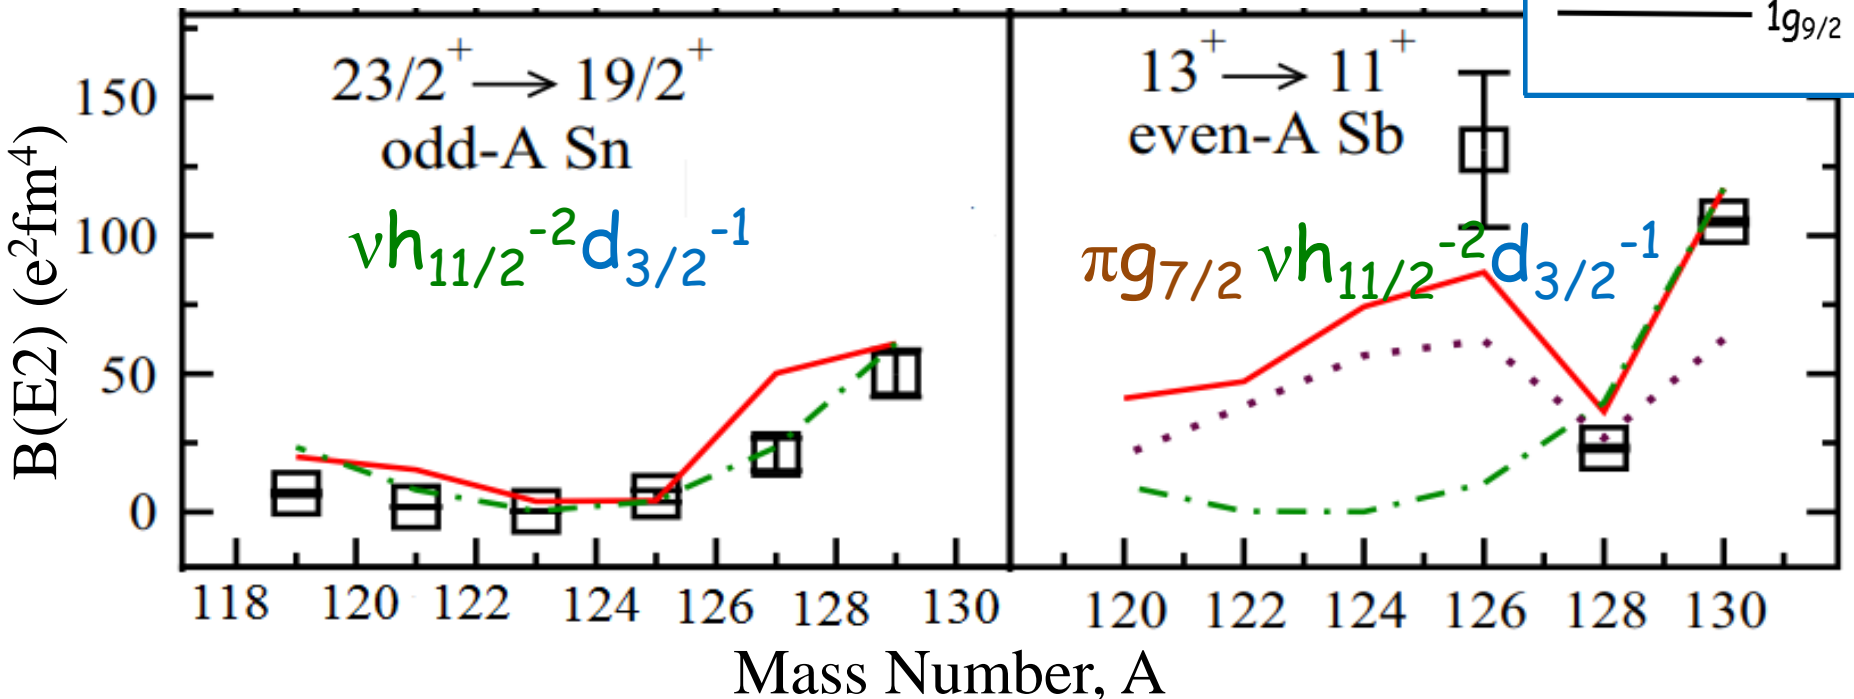 1g9/2
23/2⁺ → 19/2⁺
odd-A Sn
νh11/2⁻²d3/2⁻¹
13⁺ → 11⁺
even-A Sb
πg7/2 νh11/2⁻²d3/2⁻¹
B(E2) (e²fm⁴)
150
100
50
0
118 120 122 124 126 128 130
120 122 124 126 128 130
Mass Number, A